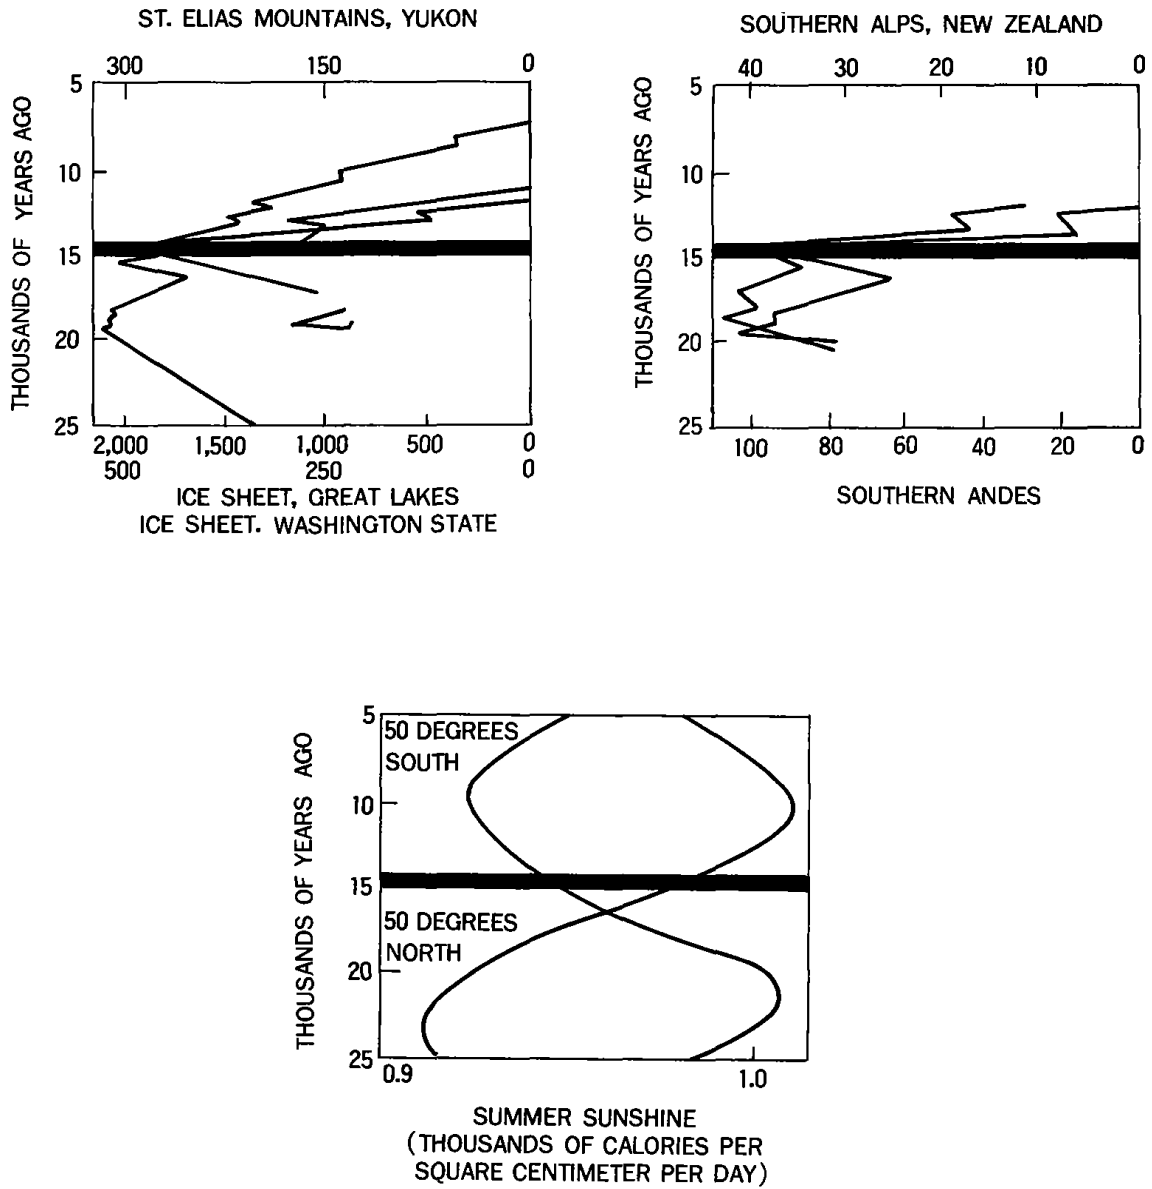 ST. ELIAS MOUNTAINS, YUKON
300 150 0
THOUSANDS OF YEARS AGO
5
10
15
20
25
2,000 1,500 1,000 500 0
500 250 0
ICE SHEET, GREAT LAKES
ICE SHEET. WASHINGTON STATE
SOUTHERN ALPS, NEW ZEALAND
40 30 20 10 0
THOUSANDS OF YEARS AGO
5
10
15
20
25
100 80 60 40 20 0
SOUTHERN ANDES
THOUSANDS OF YEARS AGO
5
10
15
20
25
50 DEGREES
SOUTH
50 DEGREES
NORTH
0.9 1.0
SUMMER SUNSHINE
(THOUSANDS OF CALORIES PER
SQUARE CENTIMETER PER DAY)